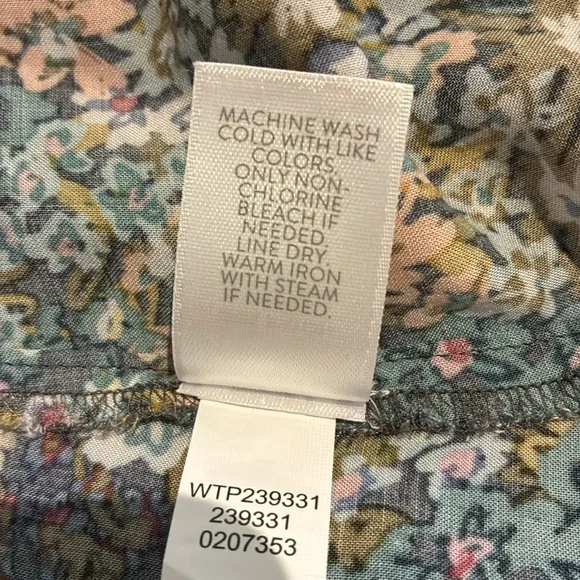 MACHINE WASH
COLD WITH LIKE
COLORS,
ONLY NON-
CHLORINE
BLEACH IF
NEEDED,
LINE DRY,
WARM IRON
WITH STEAM
IF NEEDED.
WTP239331
239331
0207353